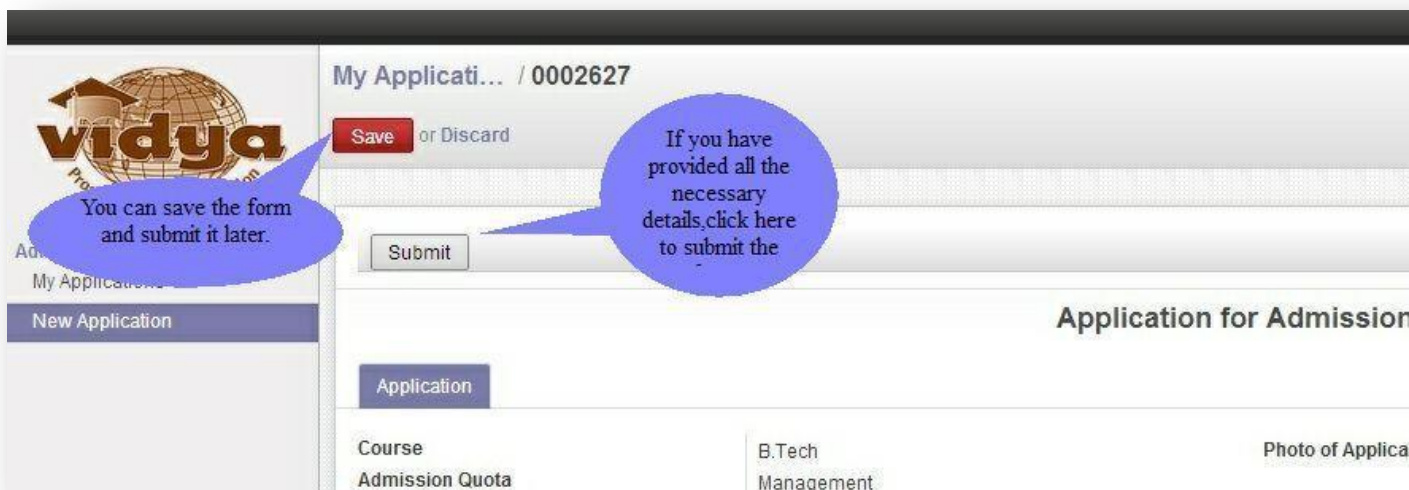 My Applicati... / 0002627
vidya
Save or Discard
You can save the form
and submit it later.
If you have
provided all the
necessary
details,click here
to submit the
Submit
My Applications
New Application
Application for Admission
Application
Course
B.Tech
Photo of Applica
Admission Quota
Management